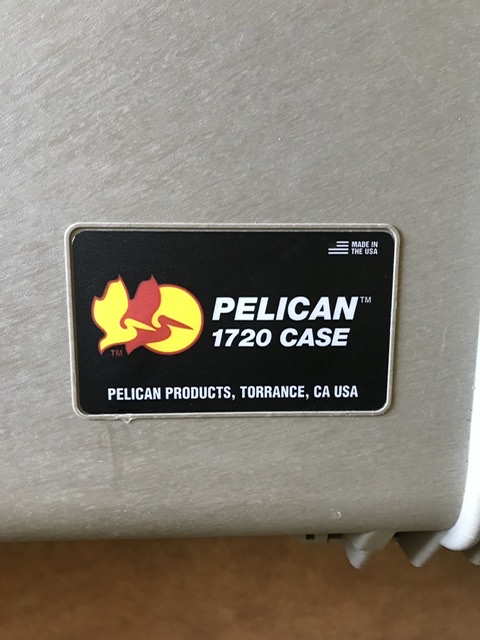 MADE IN
THE USA
PELICAN™
1720 CASE
TM
PELICAN PRODUCTS, TORRANCE, CA USA